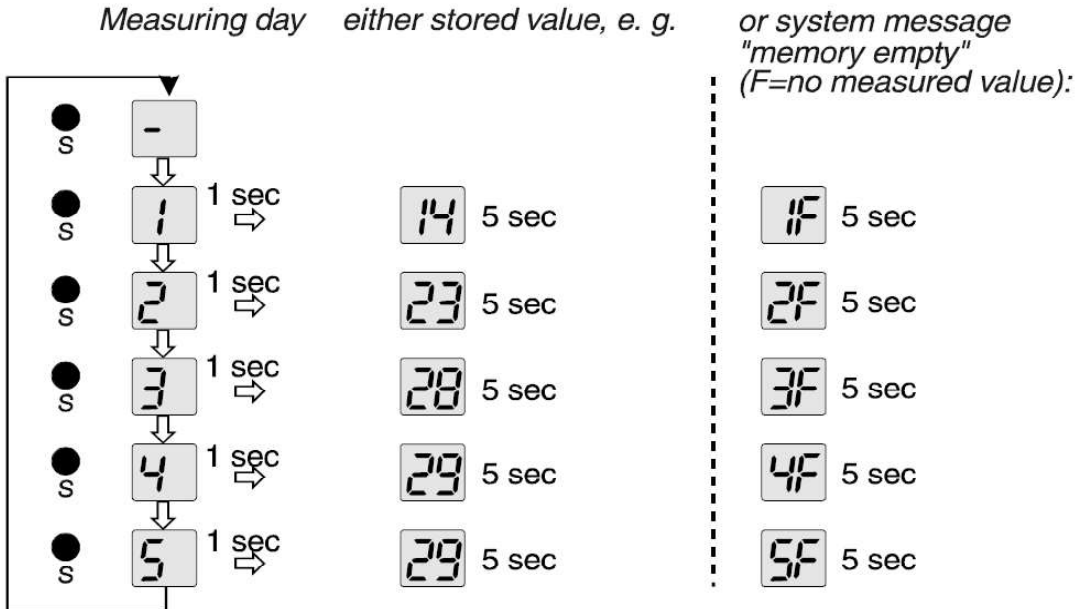 Measuring day either stored value, e. g. or system message
"memory empty"
(F=no measured value):
S -
S 1 1 sec 14 5 sec 1F 5 sec
S 2 1 sec 23 5 sec 2F 5 sec
S 3 1 sec 28 5 sec 3F 5 sec
S 4 1 sec 29 5 sec 4F 5 sec
S 5 1 sec 29 5 sec 5F 5 sec